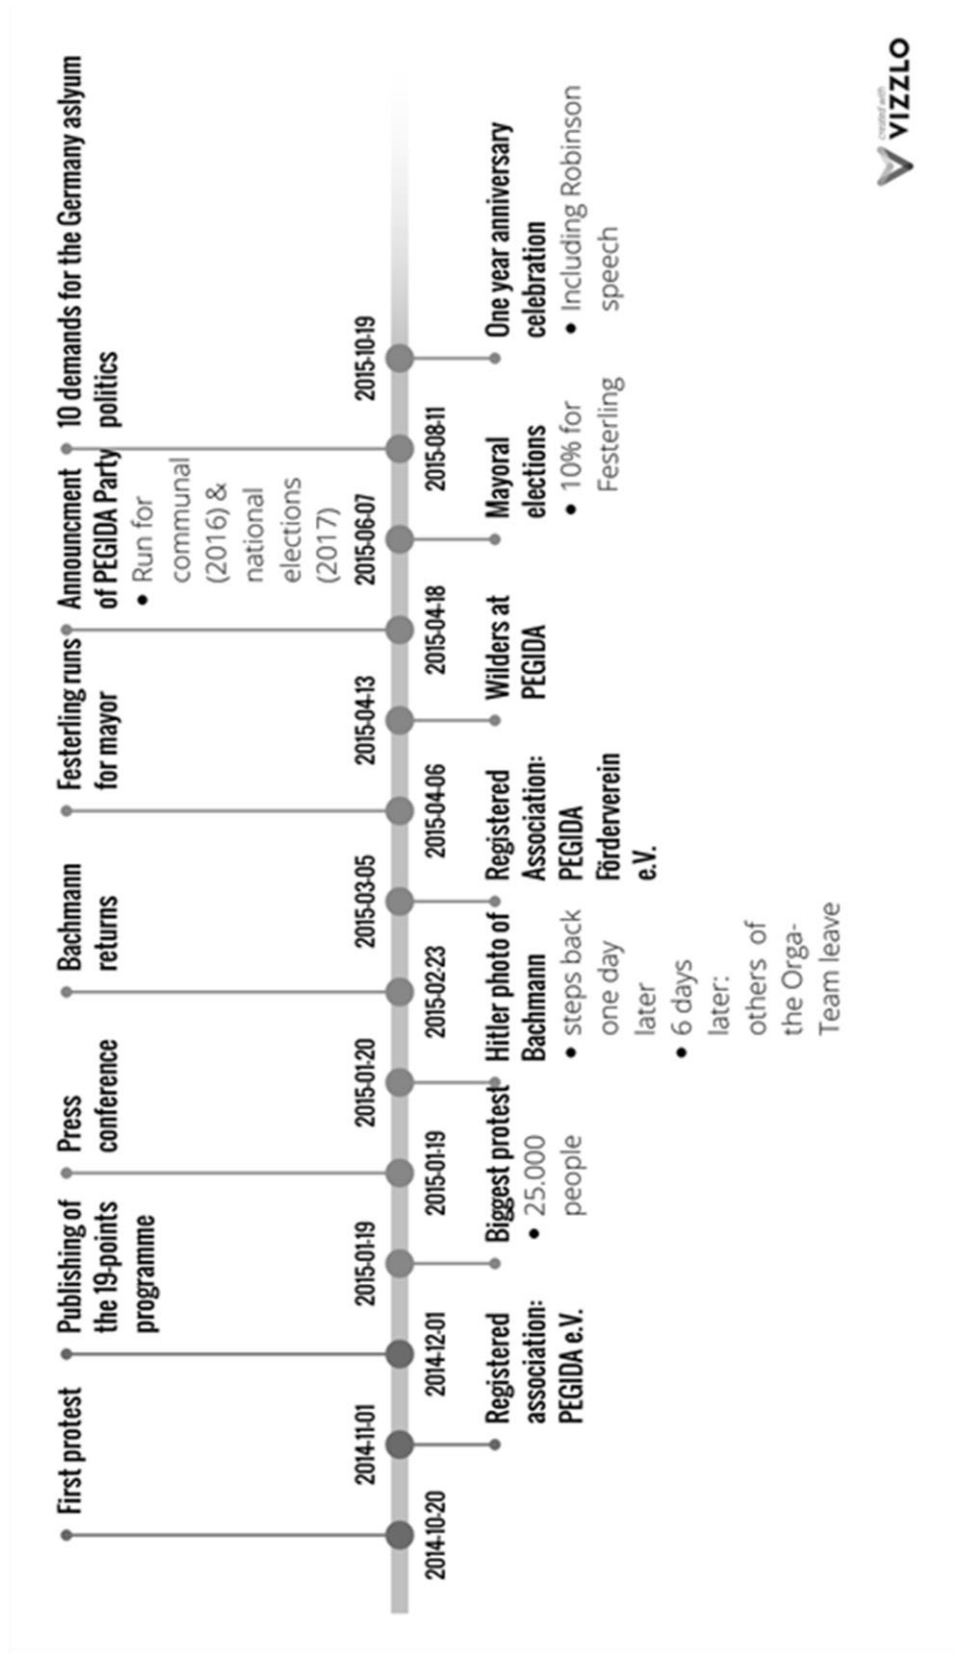 First protest
2014-10-20
2014-11-01
Registered
association:
PEGIDA e.V.
Publishing of
the 19-points
programme
2014-12-01
2015-01-19
Biggest protest
• 25.000
people
Press
conference
2015-01-19
2015-01-20
Hitler photo of
Bachmann
• steps back
one day
later
• 6 days
later:
others of
the Orga-
Team leave
Bachmann
returns
2015-02-23
2015-03-05
Registered
Association:
PEGIDA
Förderverein
e.V.
Festerling runs
for mayor
2015-04-06
2015-04-13
Wilders at
PEGIDA
Announcment
of PEGIDA Party
• Run for
communal
(2016) &
national
elections
(2017)
2015-04-18
2015-06-07
Mayoral
elections
• 10% for
Festerling
10 demands for the Germany aslyum
politics
2015-08-11
2015-10-19
One year anniversary
celebration
• Including Robinson
speech
created with
VIZZLO